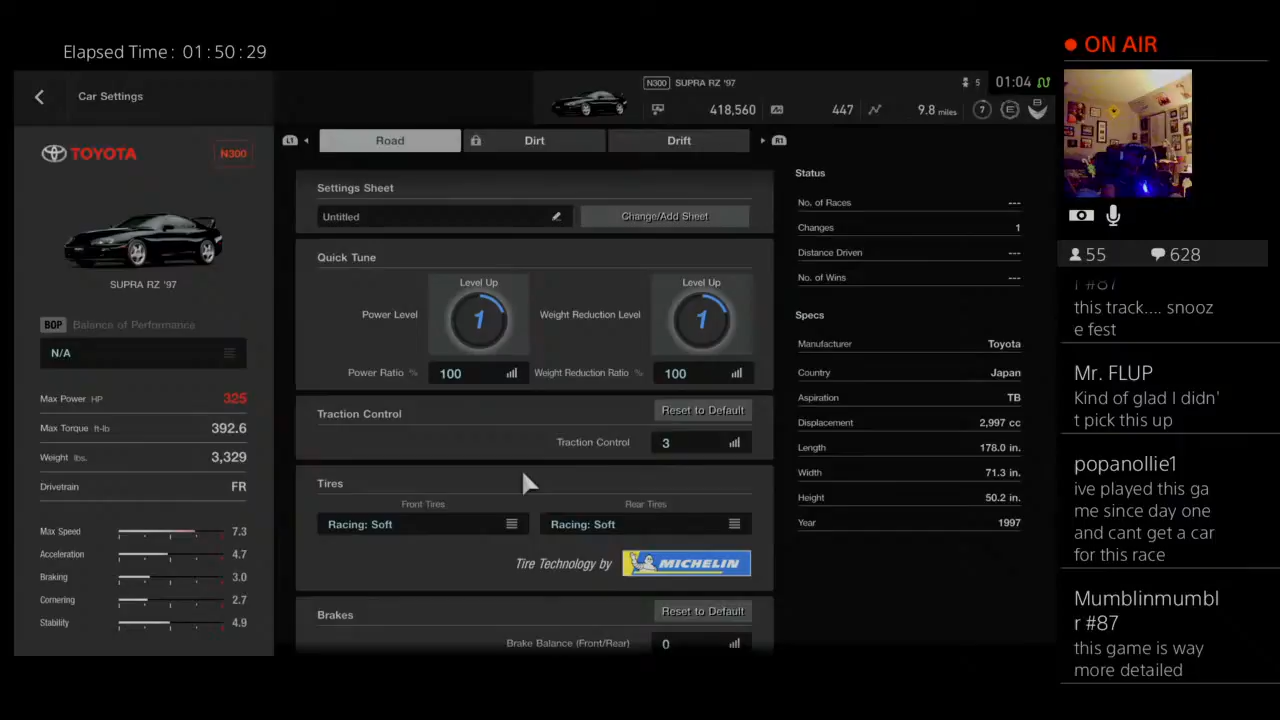 Elapsed Time: 01:50:29
ON AIR
Car Settings
N300 SUPRA RZ '97
5 01:04
418,560 447 9.8 miles 7 E B
TOYOTA N300
L1 Road Dirt Drift R1
SUPRA RZ '97
BOP Balance of Performance
N/A
Max Power HP 325
Max Torque ft-lb 392.6
Weight lbs. 3,329
Drivetrain FR
Max Speed 7.3
Acceleration 4.7
Braking 3.0
Cornering 2.7
Stability 4.9
Settings Sheet
Untitled Change/Add Sheet
Quick Tune
Level Up Level Up
Power Level 1 Weight Reduction Level 1
Power Ratio % 100 Weight Reduction Ratio % 100
Traction Control Reset to Default
Traction Control 3
Tires
Front Tires Rear Tires
Racing: Soft Racing: Soft
Tire Technology by MICHELIN
Brakes Reset to Default
Brake Balance (Front/Rear) 0
Status
No. of Races ---
Changes 1
Distance Driven ---
No. of Wins ---
Specs
Manufacturer Toyota
Country Japan
Aspiration TB
Displacement 2,997 cc
Length 178.0 in.
Width 71.3 in.
Height 50.2 in.
Year 1997
55 628
r #87
this track.... snooz
e fest
Mr. FLUP
Kind of glad I didn'
t pick this up
popanollie1
ive played this ga
me since day one
and cant get a car
for this race
Mumblinmumbl
r #87
this game is way
more detailed